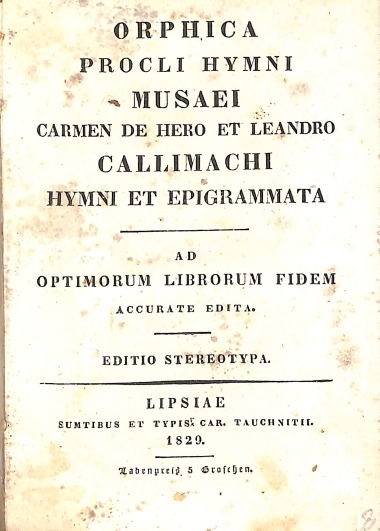 ORPHICA
PROCLI HYMNI
MUSAEI
CARMEN DE HERO ET LEANDRO
CALLIMACHI
HYMNI ET EPIGRAMMATA
AD
OPTIMORUM LIBRORUM FIDEM
ACCURATE EDITA.
EDITIO STEREOTYPA.
LIPSIAE
SUMTIBUS ET TYPIS CAR. TAUCHNITII.
1829.
Ladenpreis 5 Groschen.